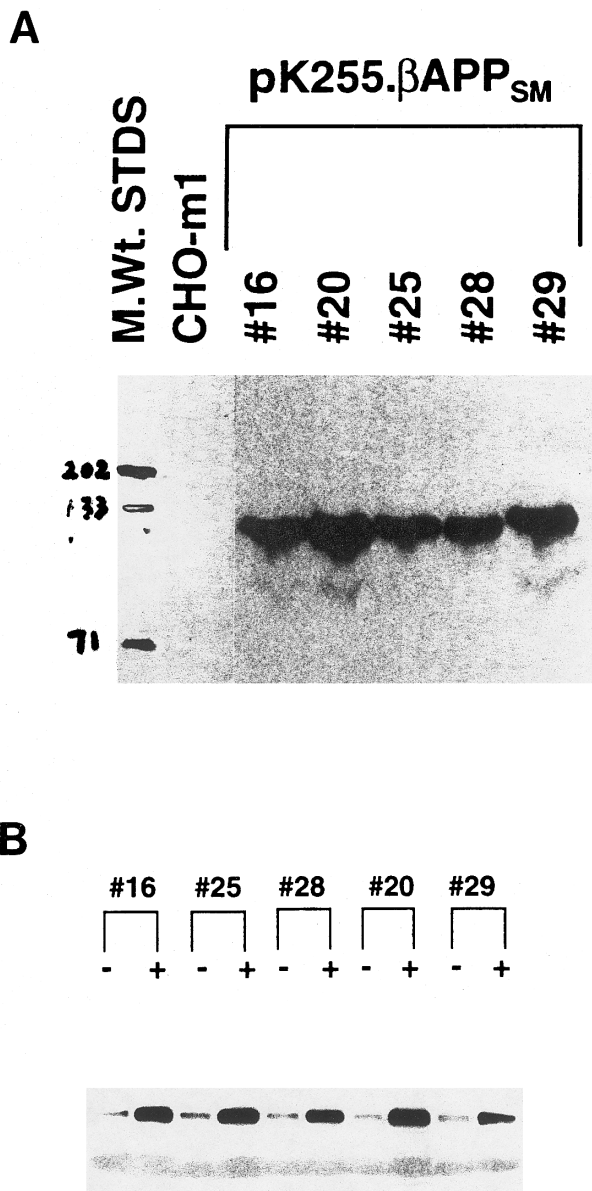 A
pK255.βAPPSM
M.Wt. STDS
CHO-m1
#16
#20
#25
#28
#29
202
133
71
B
#16 #25 #28 #20 #29
- + - + - + - + - +